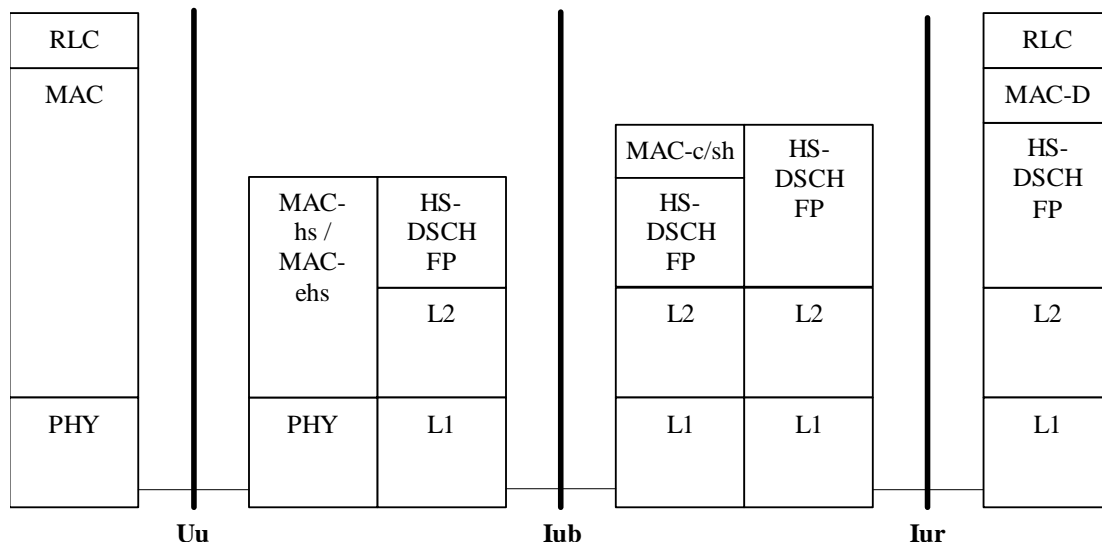 RLC
MAC
PHY
MAC-
hs /
MAC-
ehs
PHY
HS-
DSCH
FP
L2
L1
MAC-c/sh
HS-
DSCH
FP
L2
L1
HS-
DSCH
FP
L2
L1
RLC
MAC-D
HS-
DSCH
FP
L2
L1
Uu
Iub
Iur